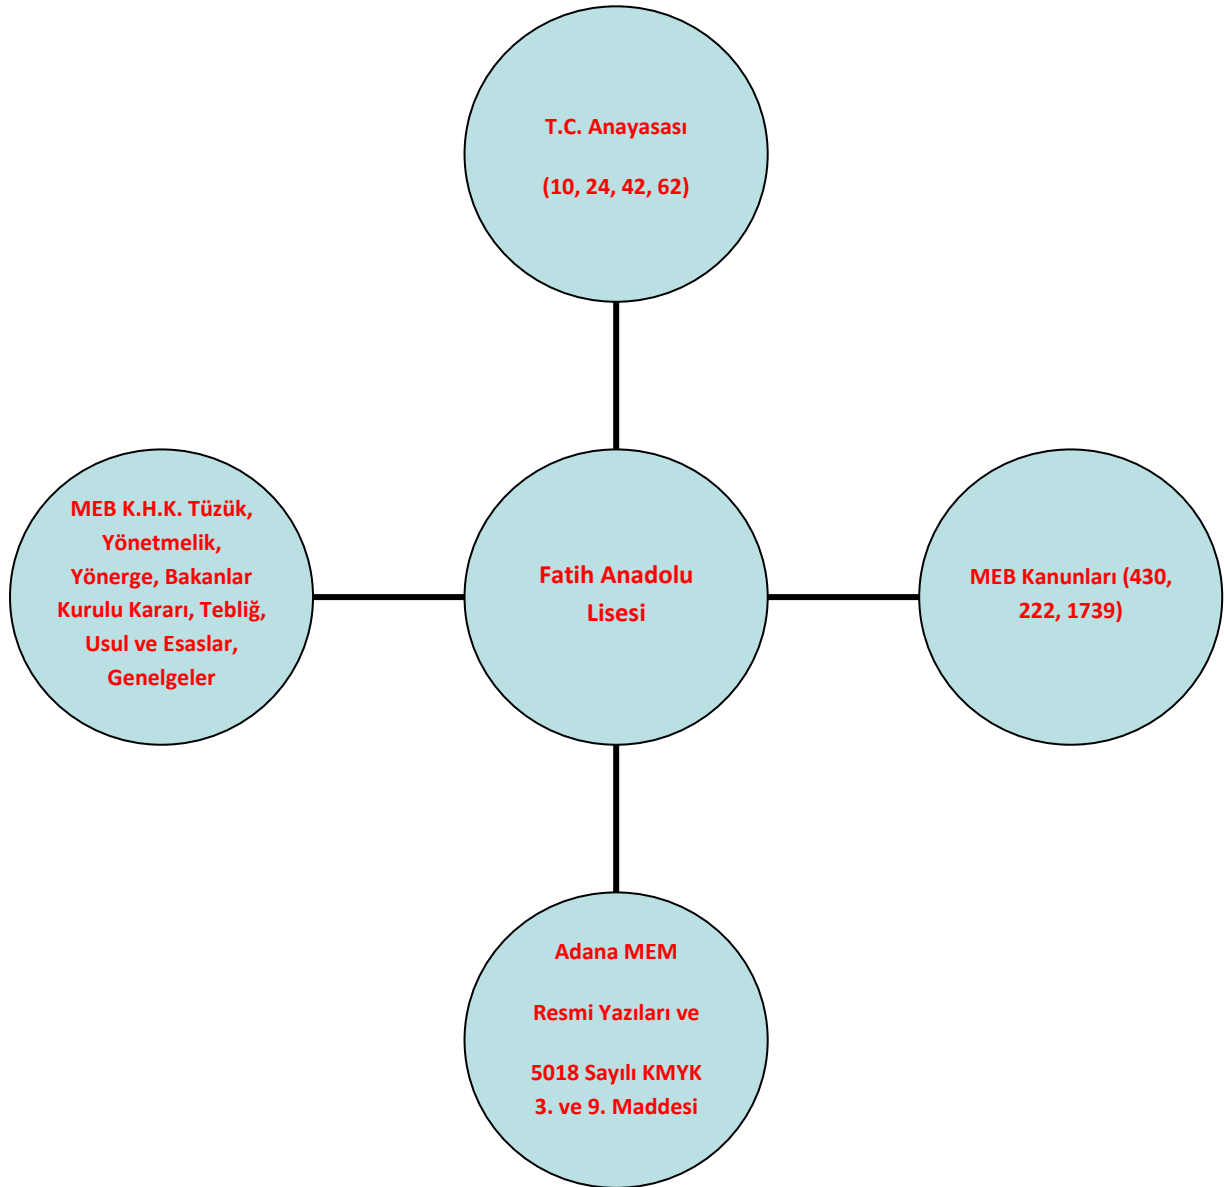 T.C. Anayasası
(10, 24, 42, 62)
MEB K.H.K. Tüzük,
Yönetmelik,
Yönerge, Bakanlar
Kurulu Kararı, Tebliğ,
Usul ve Esaslar,
Genelgeler
Fatih Anadolu
Lisesi
MEB Kanunları (430,
222, 1739)
Adana MEM
Resmi Yazıları ve
5018 Sayılı KMYK
3. ve 9. Maddesi